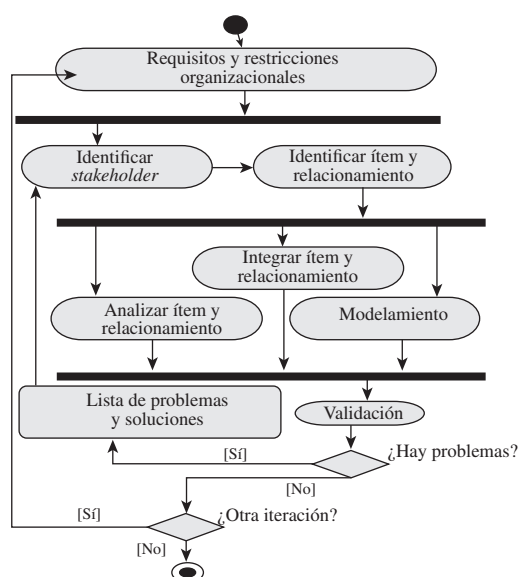 Requisitos y restricciones
organizacionales
Identificar
stakeholder
Identificar ítem y
relacionamiento
Integrar ítem y
relacionamiento
Analizar ítem y
relacionamiento
Modelamiento
Lista de problemas
y soluciones
Validación
[Sí]
¿Hay problemas?
[No]
[Sí]
¿Otra iteración?
[No]